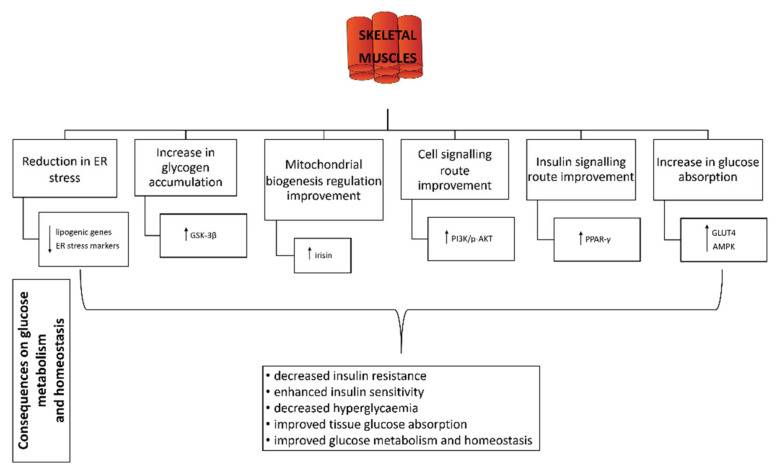 SKELETAL
MUSCLES
Reduction in ER
stress
lipogenic genes
ER stress markers
Increase in
glycogen
accumulation
GSK-3β
Mitochondrial
biogenesis regulation
improvement
irisin
Cell signalling
route
improvement
PI3K/p-AKT
Insulin signalling
route improvement
PPAR-γ
Increase in glucose
absorption
GLUT4
AMPK
Consequences on glucose
metabolism
and homeostasis
• decreased insulin resistance
• enhanced insulin sensitivity
• decreased hyperglycaemia
• improved tissue glucose absorption
• improved glucose metabolism and homeostasis